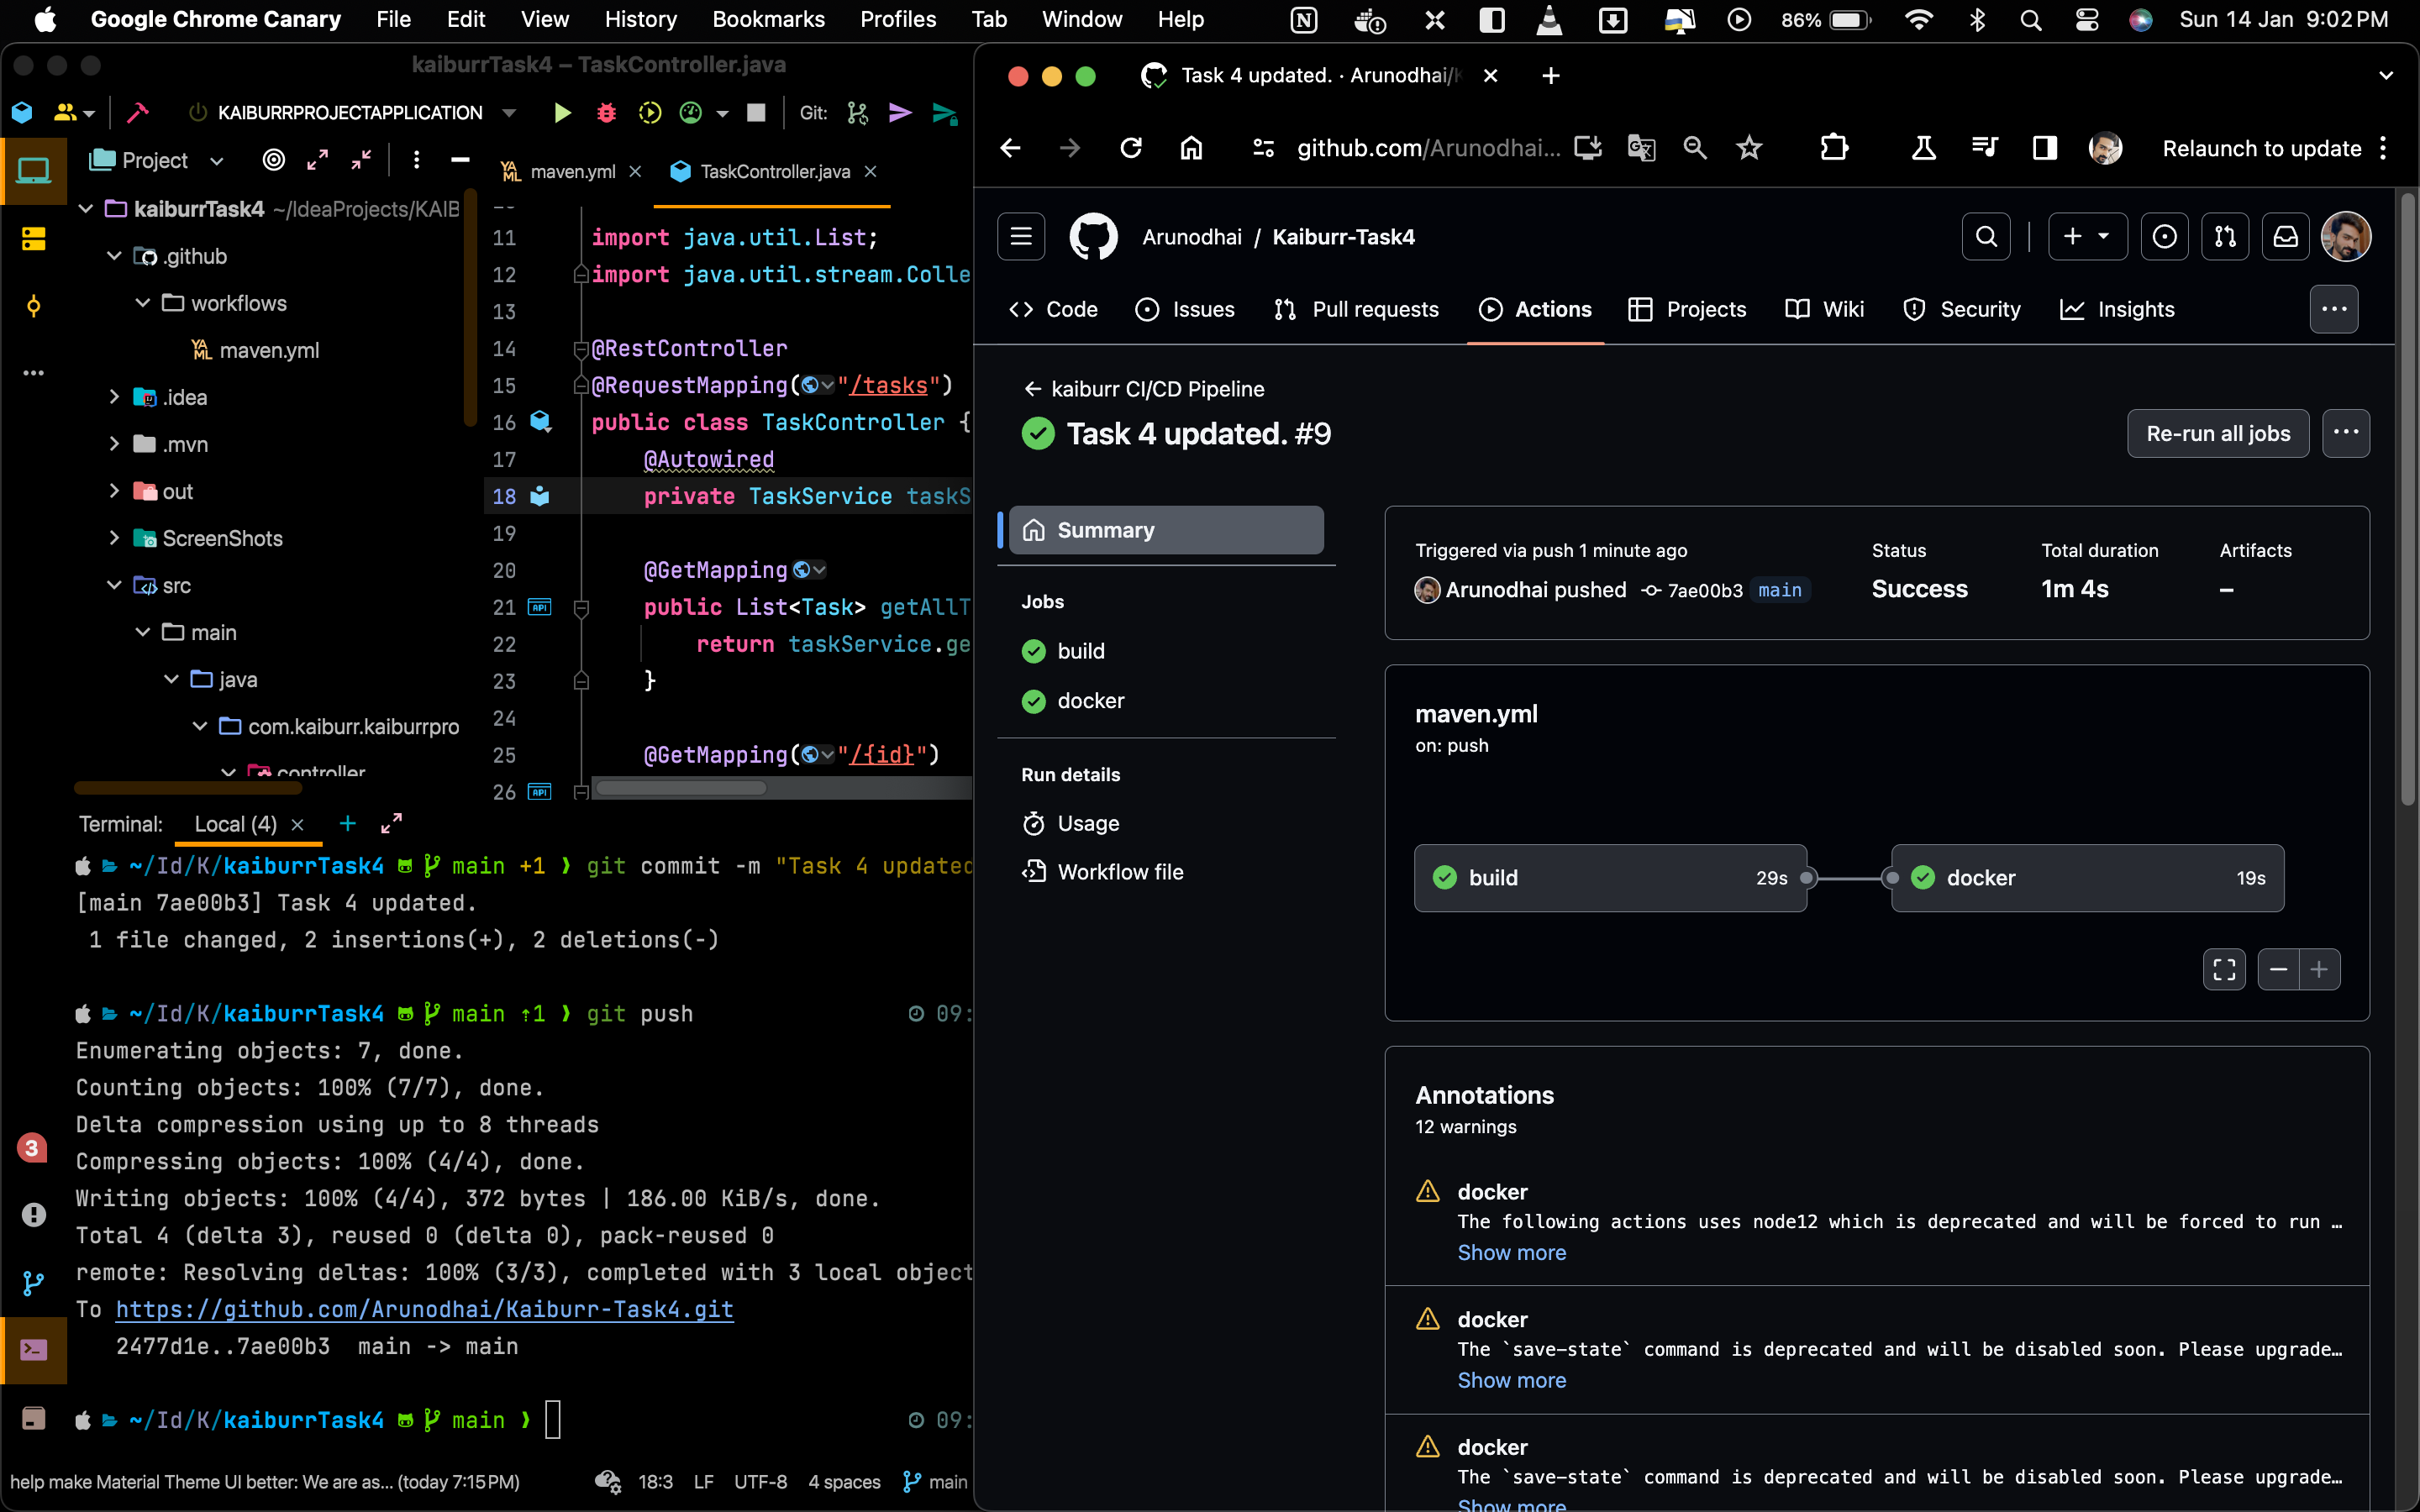 Google Chrome Canary File Edit View History Bookmarks Profiles Tab Window Help 86% Sun 14 Jan 9:02 PM
kaiburrTask4 – TaskController.java
KAIBURRPROJECTAPPLICATION Git:
Project
maven.yml
TaskController.java
kaiburrTask4 ~/IdeaProjects/KAIB
.github
workflows
maven.yml
.idea
.mvn
out
ScreenShots
src
main
java
com.kaiburr.kaiburrpro
controller
11 import java.util.List;
12 import java.util.stream.Colle
13
14 @RestController
15 @RequestMapping("/tasks")
16 public class TaskController {
17 @Autowired
18 private TaskService taskS
19
20 @GetMapping
21 public List<Task> getAllT
22 return taskService.ge
23 }
24
25 @GetMapping("/{id}")
26
Terminal: Local (4)
~/Id/K/kaiburrTask4 main +1 ❯ git commit -m "Task 4 updated
[main 7ae00b3] Task 4 updated.
1 file changed, 2 insertions(+), 2 deletions(-)
~/Id/K/kaiburrTask4 main ⇡1 ❯ git push 09:
Enumerating objects: 7, done.
Counting objects: 100% (7/7), done.
Delta compression using up to 8 threads
Compressing objects: 100% (4/4), done.
Writing objects: 100% (4/4), 372 bytes | 186.00 KiB/s, done.
Total 4 (delta 3), reused 0 (delta 0), pack-reused 0
remote: Resolving deltas: 100% (3/3), completed with 3 local object
To https://github.com/Arunodhai/Kaiburr-Task4.git
2477d1e..7ae00b3 main -> main
~/Id/K/kaiburrTask4 main ❯ 09:
3
help make Material Theme UI better: We are as... (today 7:15 PM) 18:3 LF UTF-8 4 spaces main
Task 4 updated. · Arunodhai/K
github.com/Arunodhai... Relaunch to update
Arunodhai / Kaiburr-Task4
Code Issues Pull requests Actions Projects Wiki Security Insights
kaiburr CI/CD Pipeline
Task 4 updated. #9
Re-run all jobs
Summary
Jobs
build
docker
Run details
Usage
Workflow file
Triggered via push 1 minute ago Status Total duration Artifacts
Arunodhai pushed 7ae00b3 main Success 1m 4s –
maven.yml
on: push
build 29s docker 19s
Annotations
12 warnings
docker
The following actions uses node12 which is deprecated and will be forced to run …
Show more
docker
The `save-state` command is deprecated and will be disabled soon. Please upgrade…
Show more
docker
The `save-state` command is deprecated and will be disabled soon. Please upgrade…
Show more